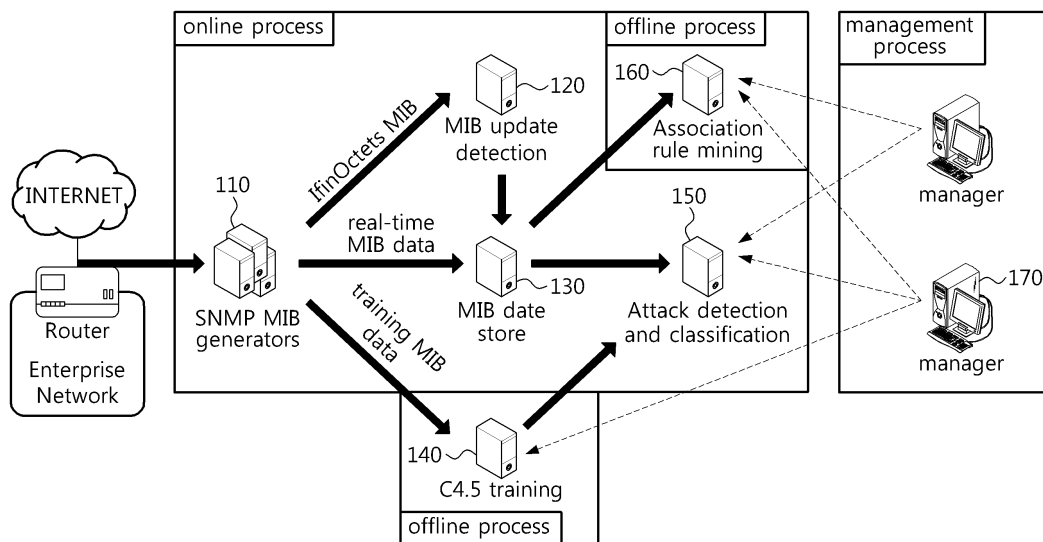 online process
offline process
management
process
160
120
IfinOctets MIB
MIB update
detection
Association
rule mining
manager
INTERNET
110
150
real-time
MIB data
170
130
SNMP MIB
generators
MIB date
store
Attack detection
and classification
manager
Router
Enterprise
Network
training MIB
data
140
C4.5 training
offline process